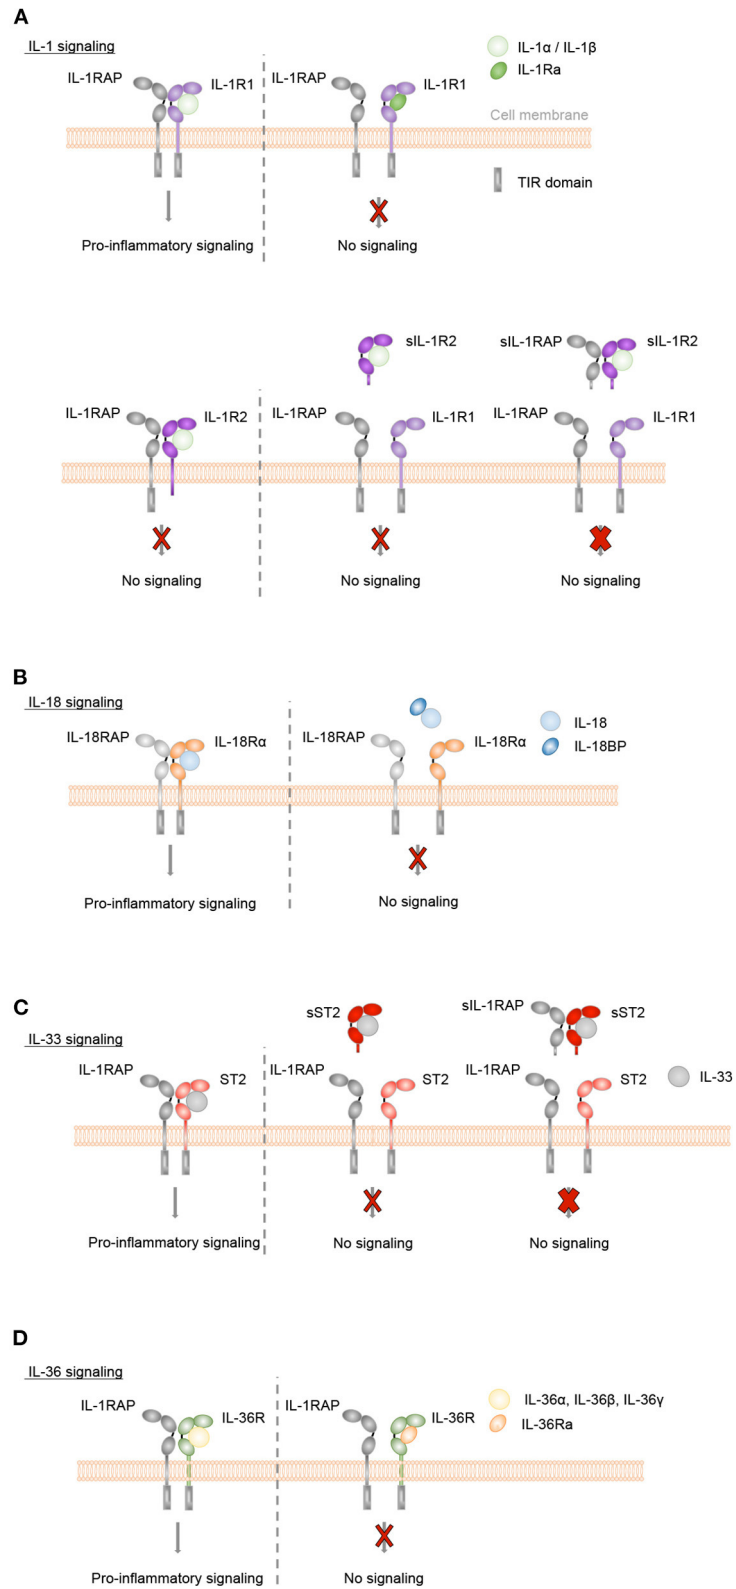 A
IL-1 signaling
IL-1α / IL-1β
IL-1RAP IL-1R1 IL-1RAP IL-1R1 IL-1Ra
Cell membrane
TIR domain
Pro-inflammatory signaling No signaling
sIL-1R2 sIL-1RAP sIL-1R2
IL-1RAP IL-1R2 IL-1RAP IL-1R1 IL-1RAP IL-1R1
No signaling No signaling No signaling
B
IL-18 signaling
IL-18
IL-18RAP IL-18Rα IL-18RAP IL-18Rα IL-18BP
Pro-inflammatory signaling No signaling
C
sST2 sIL-1RAP sST2
IL-33 signaling
IL-1RAP ST2 IL-1RAP ST2 IL-1RAP ST2 IL-33
Pro-inflammatory signaling No signaling No signaling
D
IL-36 signaling
IL-36α, IL-36β, IL-36γ
IL-1RAP IL-36R IL-1RAP IL-36R IL-36Ra
Pro-inflammatory signaling No signaling